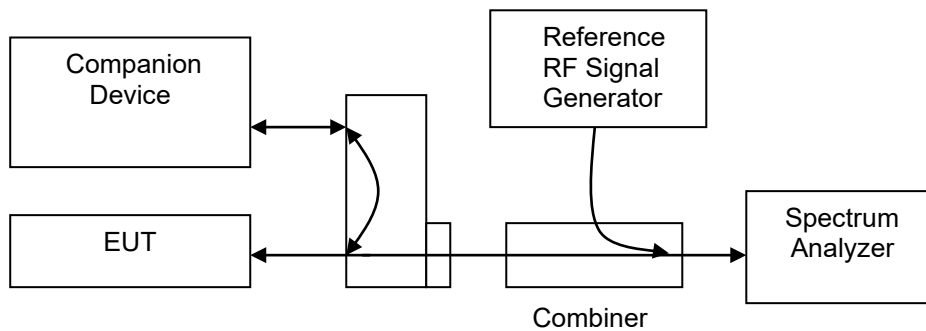 Companion
Device
Reference
RF Signal
Generator
EUT
Spectrum
Analyzer
Combiner